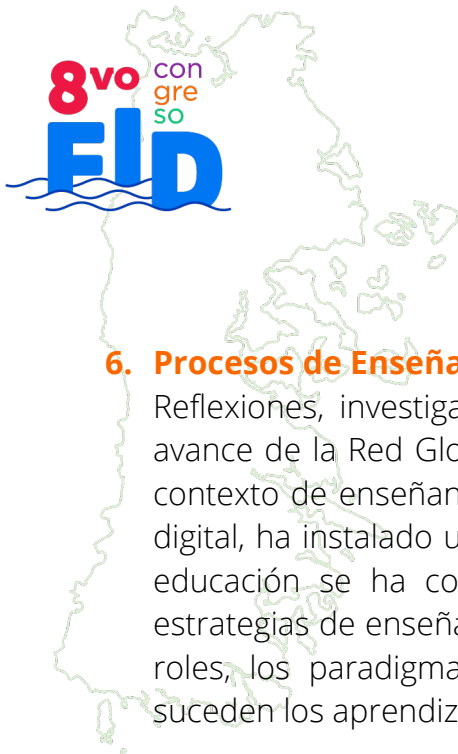 8vo con
gre
so
FID
6. Procesos de Enseña
Reflexiones, investiga
avance de la Red Glo
contexto de enseñan
digital, ha instalado u
educación se ha co
estrategias de enseña
roles, los paradigma
suceden los aprendiz